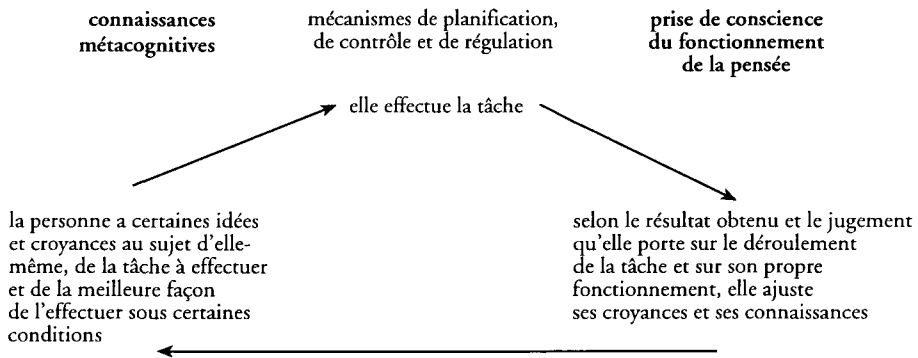 connaissances
métacognitives
mécanismes de planification,
de contrôle et de régulation
prise de conscience
du fonctionnement
de la pensée
elle effectue la tâche
la personne a certaines idées
et croyances au sujet d'elle-
même, de la tâche à effectuer
et de la meilleure façon
de l'effectuer sous certaines
conditions
selon le résultat obtenu et le jugement
qu'elle porte sur le déroulement
de la tâche et sur son propre
fonctionnement, elle ajuste
ses croyances et ses connaissances